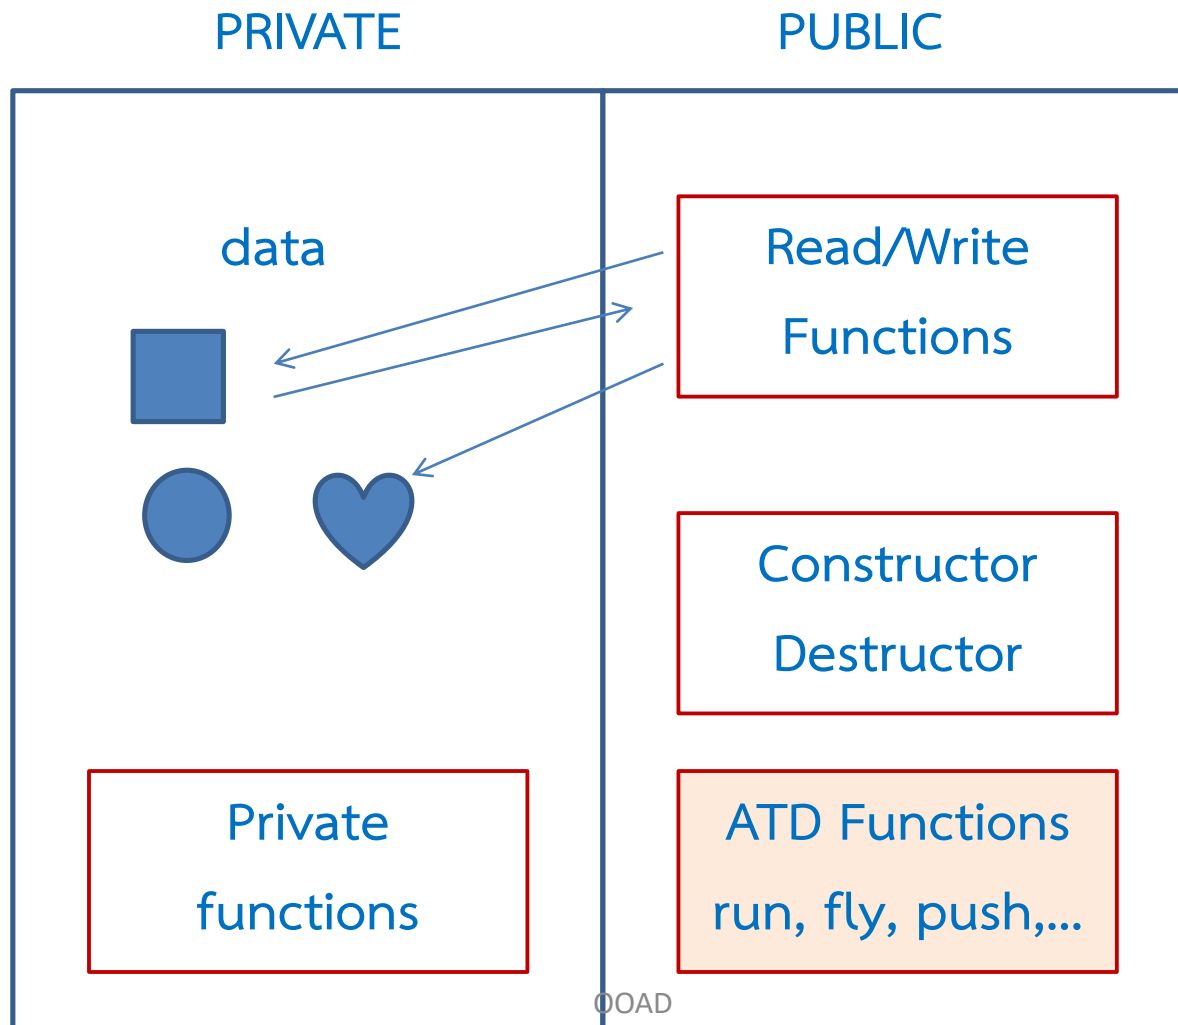 PRIVATE
PUBLIC
data
Read/Write
Functions
Constructor
Destructor
Private
functions
ATD Functions
run, fly, push,...
OOAD